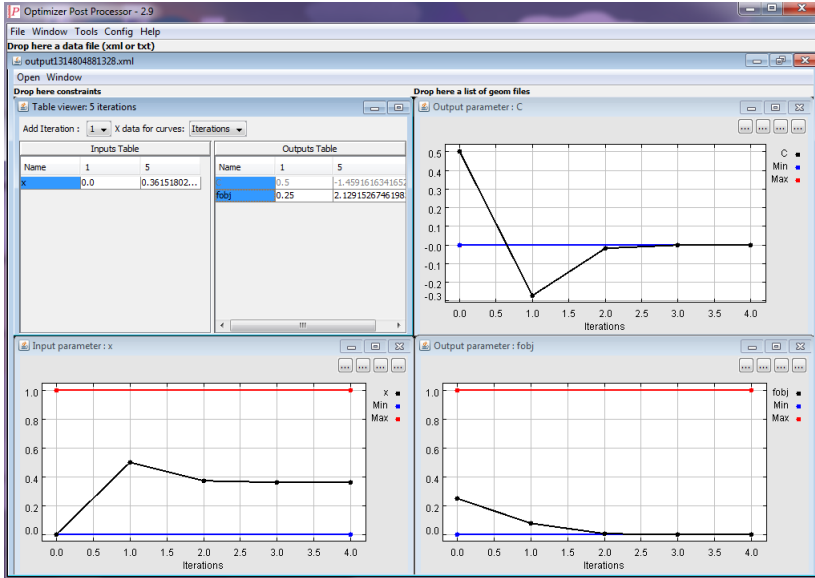 Optimizer Post Processor - 2.9
File Window Tools Config Help
Drop here a data file (xml or txt)
output1314804881328.xml
Open Window
Drop here constraints
Drop here a list of geom files
Table viewer: 5 iterations
Add Iteration : 1 X data for curves: Iterations
Inputs Table
Outputs Table
Name 1 5
Name 1 5
x 0.0 0.36151802...
0.5 -1.4591616341652
fobj 0.25 2.1291526746198.
Output parameter : C
... ... ... ...
C
Min
Max
0.5
0.4
0.3
0.2
0.1
-0.0
-0.1
-0.2
-0.3
0.0 0.5 1.0 1.5 2.0 2.5 3.0 3.5 4.0
Iterations
Input parameter : x
... ... ... ...
x
Min
Max
1.0
0.8
0.6
0.4
0.2
0.0
0.0 0.5 1.0 1.5 2.0 2.5 3.0 3.5 4.0
Iterations
Output parameter : fobj
... ... ... ...
fobj
Min
Max
1.0
0.8
0.6
0.4
0.2
0.0
0.0 0.5 1.0 1.5 2.0 2.5 3.0 3.5 4.0
Iterations